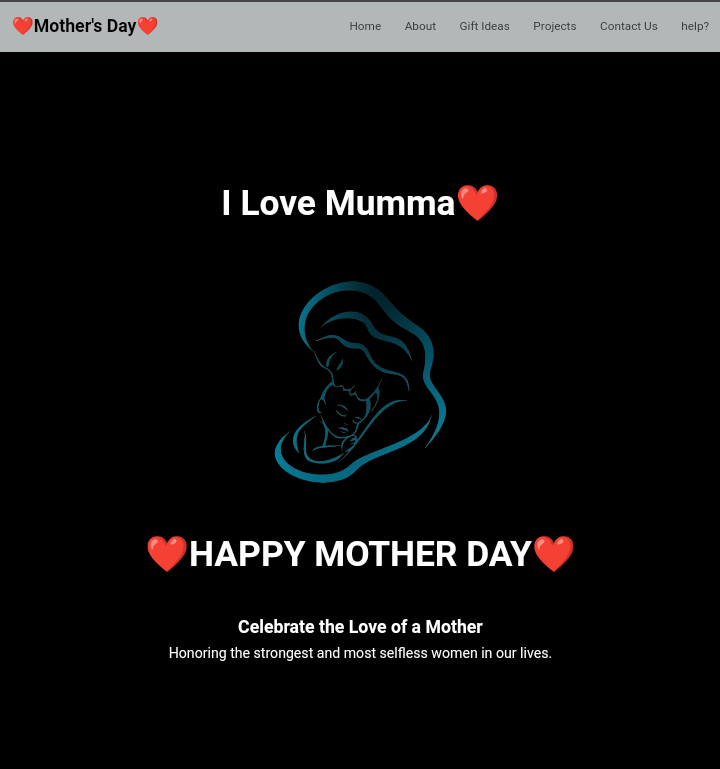 ❤️Mother's Day❤️ Home About Gift Ideas Projects Contact Us help?
I Love Mumma❤️
❤️HAPPY MOTHER DAY❤️
Celebrate the Love of a Mother
Honoring the strongest and most selfless women in our lives.